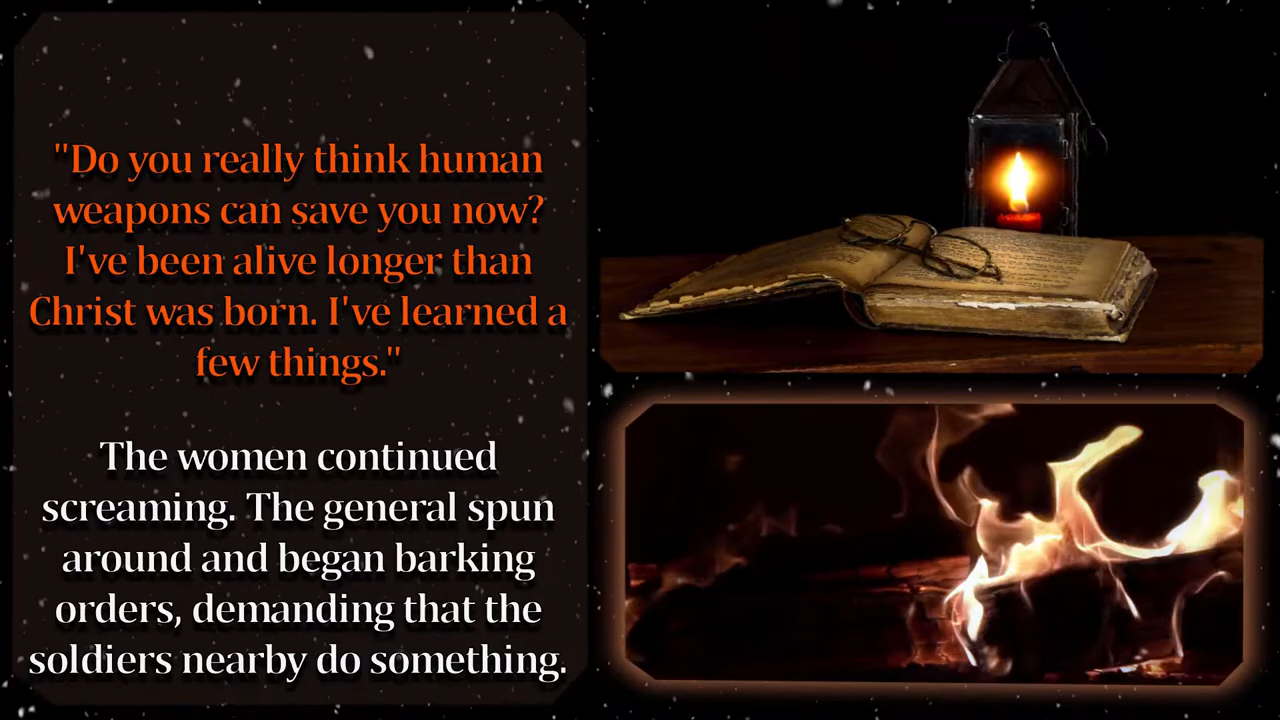 "Do you really think human
weapons can save you now?
I've been alive longer than
Christ was born. I've learned a
few things."
The women continued
screaming. The general spun
around and began barking
orders, demanding that the
soldiers nearby do something.